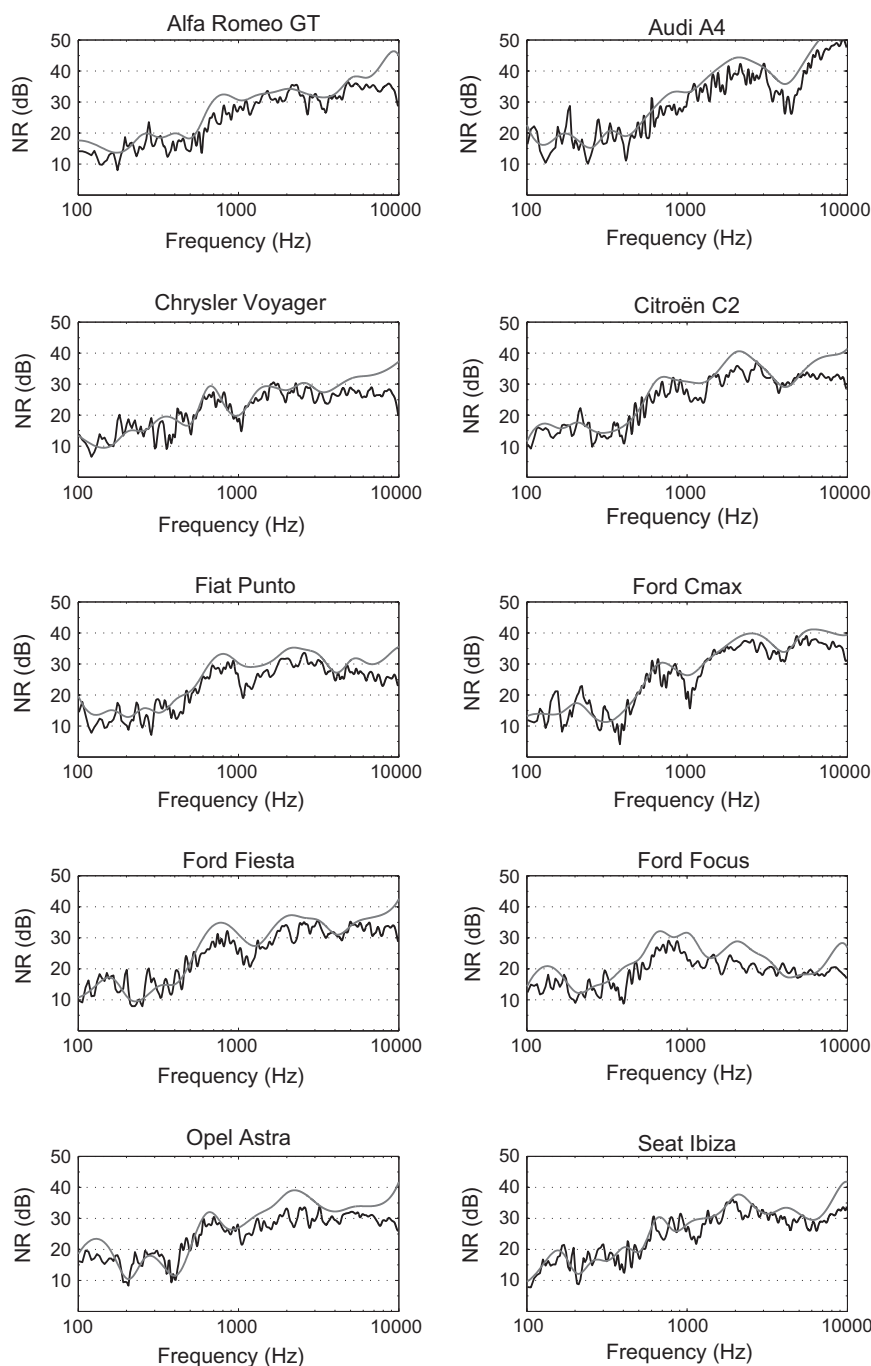 Alfa Romeo GT
50
40
30
20
10
NR (dB)
100
1000
10000
Frequency (Hz)
Audi A4
50
40
30
20
10
NR (dB)
100
1000
10000
Frequency (Hz)
Chrysler Voyager
50
40
30
20
10
NR (dB)
100
1000
10000
Frequency (Hz)
Citroën C2
50
40
30
20
10
NR (dB)
100
1000
10000
Frequency (Hz)
Fiat Punto
50
40
30
20
10
NR (dB)
100
1000
10000
Frequency (Hz)
Ford Cmax
50
40
30
20
10
NR (dB)
100
1000
10000
Frequency (Hz)
Ford Fiesta
50
40
30
20
10
NR (dB)
100
1000
10000
Frequency (Hz)
Ford Focus
50
40
30
20
10
NR (dB)
100
1000
10000
Frequency (Hz)
Opel Astra
50
40
30
20
10
NR (dB)
100
1000
10000
Frequency (Hz)
Seat Ibiza
50
40
30
20
10
NR (dB)
100
1000
10000
Frequency (Hz)